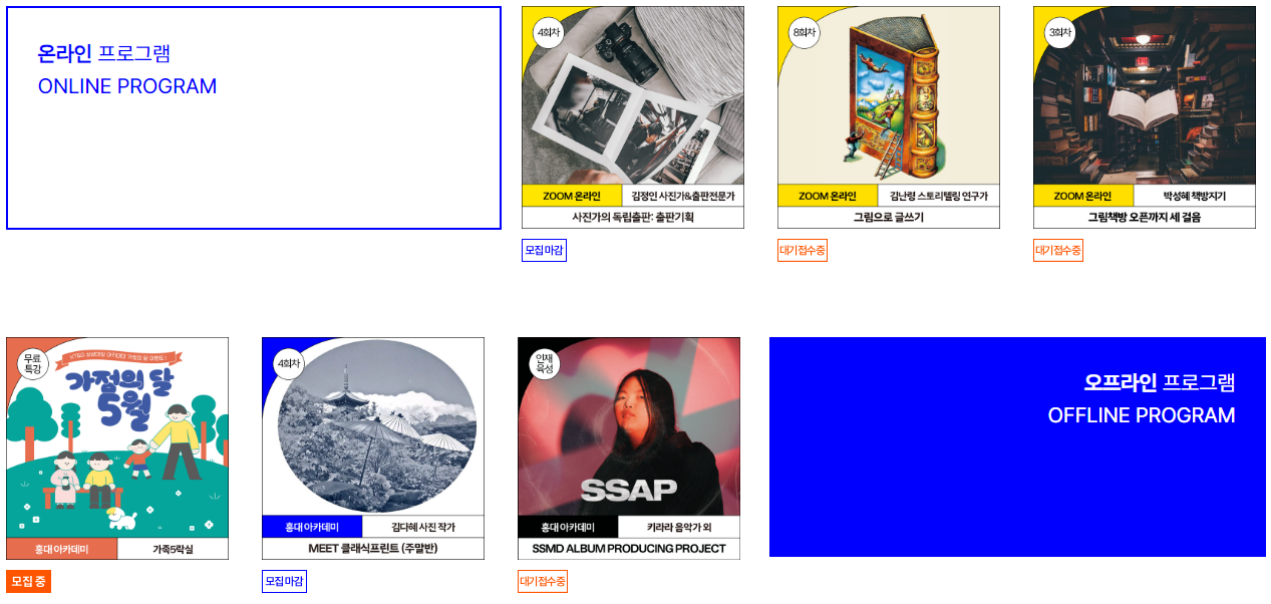 온라인 프로그램
ONLINE PROGRAM
4회차
ZOOM 온라인
김정인 사진가&출판전문가
사진가의 독립출판: 출판기획
모집마감
8회차
ZOOM 온라인
김난령 스토리텔링 연구가
그림으로 글쓰기
대기접수중
3회차
ZOOM 온라인
박성혜 책방지기
그림책방 오픈까지 세 걸음
대기접수중
무료
특강
가정의 달
5월
홍대 아카데미
가족5락실
모집 중
4회차
홍대 아카데미
김다혜 사진 작가
MEET 클래식프린트 (주말반)
모집마감
인재
육성
SSAP
홍대 아카데미
키라라 음악가 외
SSMD ALBUM PRODUCING PROJECT
대기접수중
오프라인 프로그램
OFFLINE PROGRAM